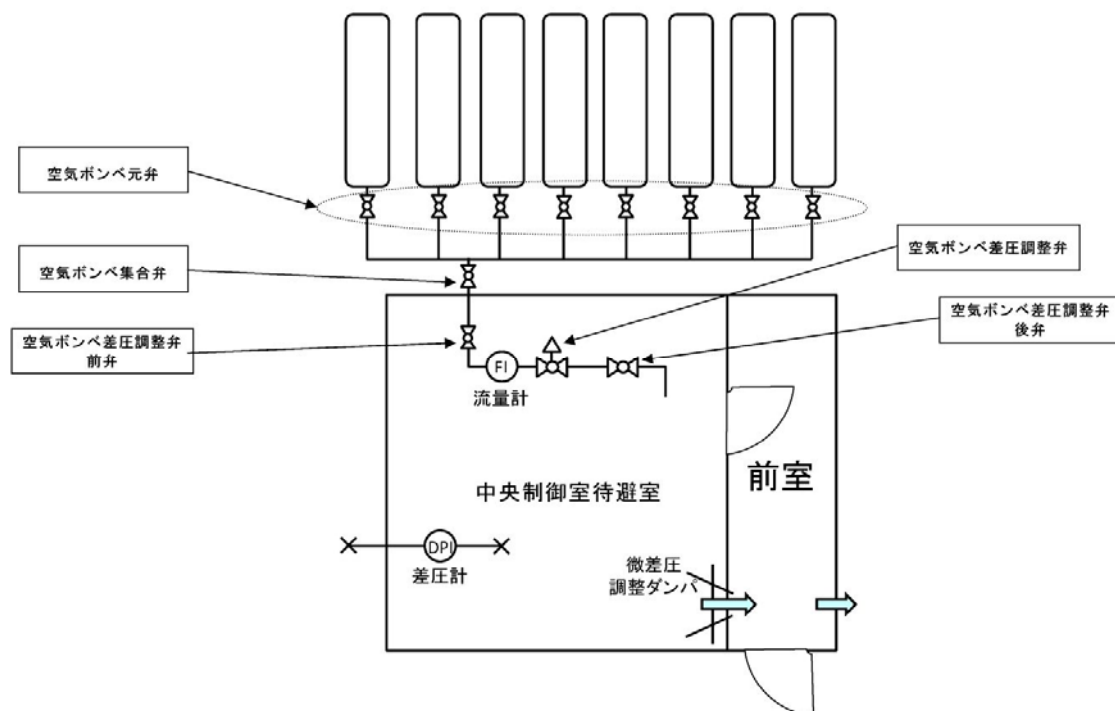 空気ボンベ元弁
空気ボンベ集合弁
空気ボンベ差圧調整弁
空気ボンベ差圧調整弁
前弁
空気ボンベ差圧調整弁
後弁
FI
流量計
前室
中央制御室待避室
DPI
差圧計
微差圧
調整ダンパ